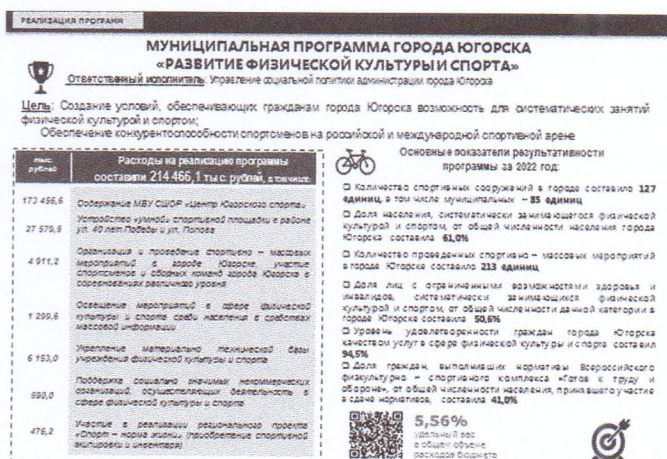 РЕАЛИЗАЦИЯ ПРОГРАММ
МУНИЦИПАЛЬНАЯ ПРОГРАММА ГОРОДА ЮГОРСКА
«РАЗВИТИЕ ФИЗИЧЕСКОЙ КУЛЬТУРЫ И СПОРТА»
Ответственный исполнитель: Управление социальной политики администрации города Югорска
Цель: Создание условий, обеспечивающих гражданам города Югорска возможность для систематических занятий
физической культурой и спортом;
Обеспечение конкурентоспособности спортсменов на российской и международной спортивной арене
тыс.
рублей
Расходы на реализацию программы
составили 214 466,1 тыс. рублей, в том числе:
173 456,6
Содержание МБУ СШОР «Центр Югорского спорта»
27 579,5
Устройство «умной» спортивной площадки в районе
ул. 40 лет Победы и ул. Попова
4 911,2
Организация и проведение спортивно – массовых
мероприятий в городе Югорске, участие
спортсменов и сборных команд города Югорска в
соревнованиях различного уровня
1 299,6
Освещение мероприятий в сфере физической
культуры и спорта среди населения в средствах
массовой информации
6 153,0
Укрепление материально технической базы
учреждения физической культуры и спорта
590,0
Поддержка социально значимых некоммерческих
организаций, осуществляющих деятельность в
сфере физической культуры и спорта
476,2
Участие в реализации регионального проекта
«Спорт – норма жизни» (приобретение спортивной
экипировки и инвентаря)
Основные показатели результативности
программы за 2022 год:
Количество спортивных сооружений в городе составило 127
единиц, в том числе муниципальных – 85 единиц
Доля населения, систематически занимающегося физической
культурой и спортом, от общей численности населения города
Югорска составила 61,0%
Количество проведенных спортивно – массовых мероприятий
в городе Югорске составило 213 единиц
Доля лиц с ограниченными возможностями здоровья и
инвалидов, систематически занимающихся физической
культурой и спортом, от общей численности данной категории в
городе Югорске составила 50,6%
Уровень удовлетворенности граждан города Югорска
качеством услуг в сфере физической культуры и спорта составил
94,5%
Доля граждан, выполнивших нормативы Всероссийского
физкультурно – спортивного комплекса «Готов к труду и
обороне», от общей численности населения, принявшего участие
в сдаче нормативов, составила 41,0%
5,56%
удельный вес
в общем объеме
расходов бюджета